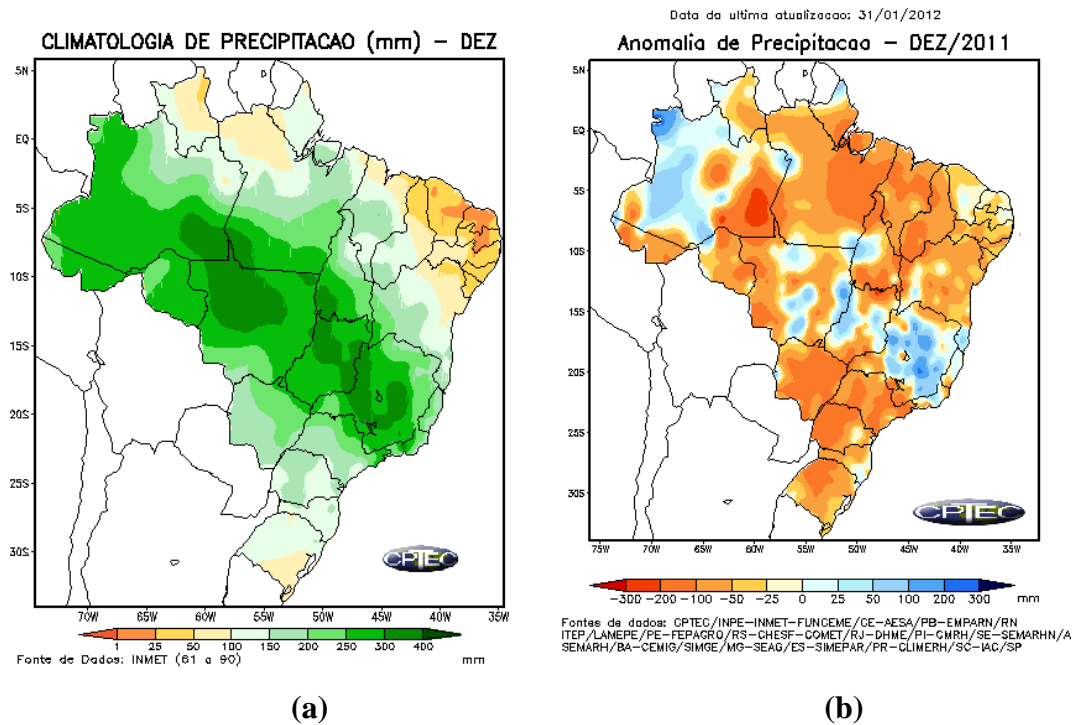 CLIMATOLOGIA DE PRECIPITACAO (mm) – DEZ
5N
EQ
5S
10S
15S
20S
25S
30S
70W 65W 60W 55W 50W 45W 40W 35W
CPTEC
1 25 50 100 150 200 250 300 350 400
mm
Fonte de Dados: INMET (61 a 90)
(a)
Data da ultima atualizacao: 31/01/2012
Anomalia de Precipitacao – DEZ/2011
5N
EQ
5S
10S
15S
20S
25S
30S
75W 70W 65W 60W 55W 50W 45W 40W 35W
CPTEC
-300 -200 -100 -50 -25 0 25 50 100 200 300 mm
Fontes de dados: CPTEC/INPE-INMET-FUNCEME/CE-AESA/PB-EMPARN/RN
ITEP/LAMEPE/PE-FEPAGRO/RS-CHESF-COMET/RJ-DHME/PI-CMRH/SE-SEMARHN/A
SEMARH/BA-CEMIG/SIMGE/MG-SEAG/ES-SIMEPAR/PR-CLIMERH/SC-IAC/SP
(b)